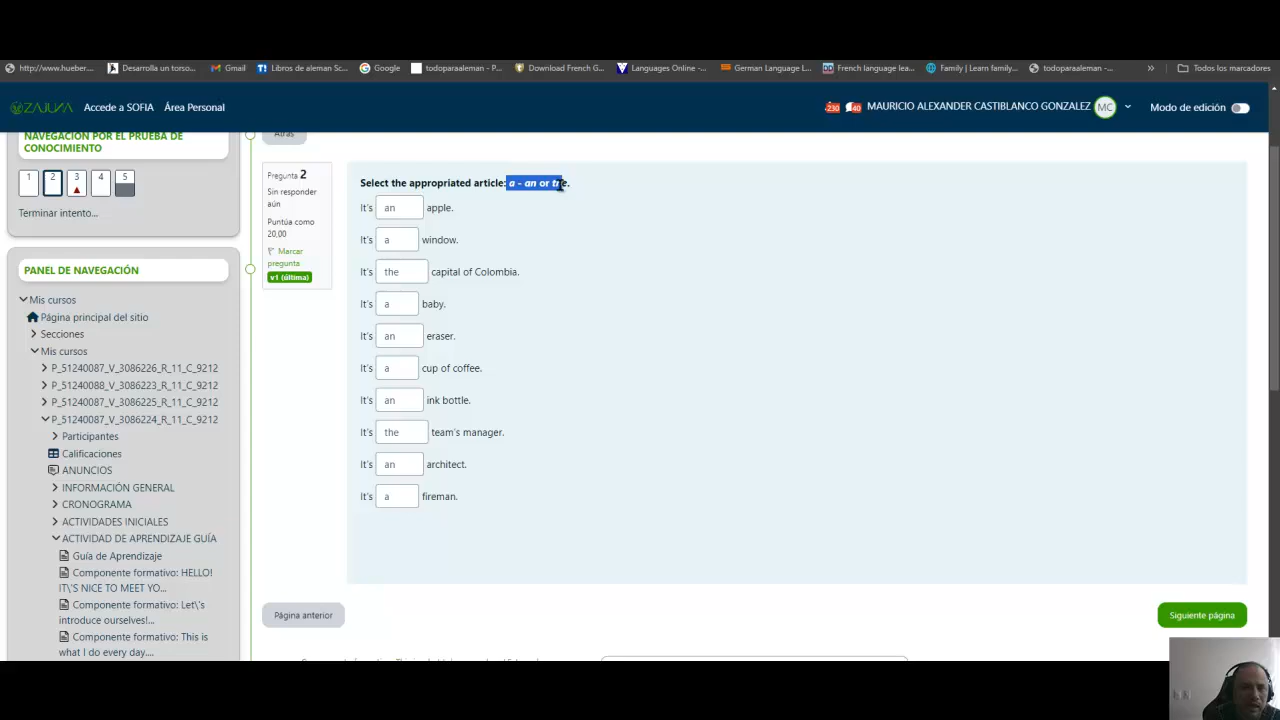 http://www.hueber....
Desarrolla un torso...
Gmail
Libros de aleman Sc...
Google
todoparaaleman - P...
Download French G...
Languages Online -...
German Language L...
French language lea...
Family | Learn family...
todoparaaleman -...
»
Todos los marcadores
ZAJUNA
Accede a SOFIA
Área Personal
230
40
MAURICIO ALEXANDER CASTIBLANCO GONZALEZ
MC
Modo de edición
NAVEGACIÓN POR EL PRUEBA DE
CONOCIMIENTO
1 2 3 4 5
Terminar intento...
PANEL DE NAVEGACIÓN
Mis cursos
Página principal del sitio
Secciones
Mis cursos
P_51240087_V_3086226_R_11_C_9212
P_51240088_V_3086223_R_11_C_9212
P_51240087_V_3086225_R_11_C_9212
P_51240087_V_3086224_R_11_C_9212
Participantes
Calificaciones
ANUNCIOS
INFORMACIÓN GENERAL
CRONOGRAMA
ACTIVIDADES INICIALES
ACTIVIDAD DE APRENDIZAJE GUÍA
Guía de Aprendizaje
Componente formativo: HELLO!
IT\'S NICE TO MEET YO...
Componente formativo: Let\'s
introduce ourselves!...
Componente formativo: This is
what I do every day....
Atrás
Pregunta 2
Sin responder
aún
Puntúa como
20,00
Marcar
pregunta
v1 (última)
Select the appropriated article: a - an or the.
It's an apple.
It's a window.
It's the capital of Colombia.
It's a baby.
It's an eraser.
It's a cup of coffee.
It's an ink bottle.
It's the team's manager.
It's an architect.
It's a fireman.
Página anterior
Siguiente página